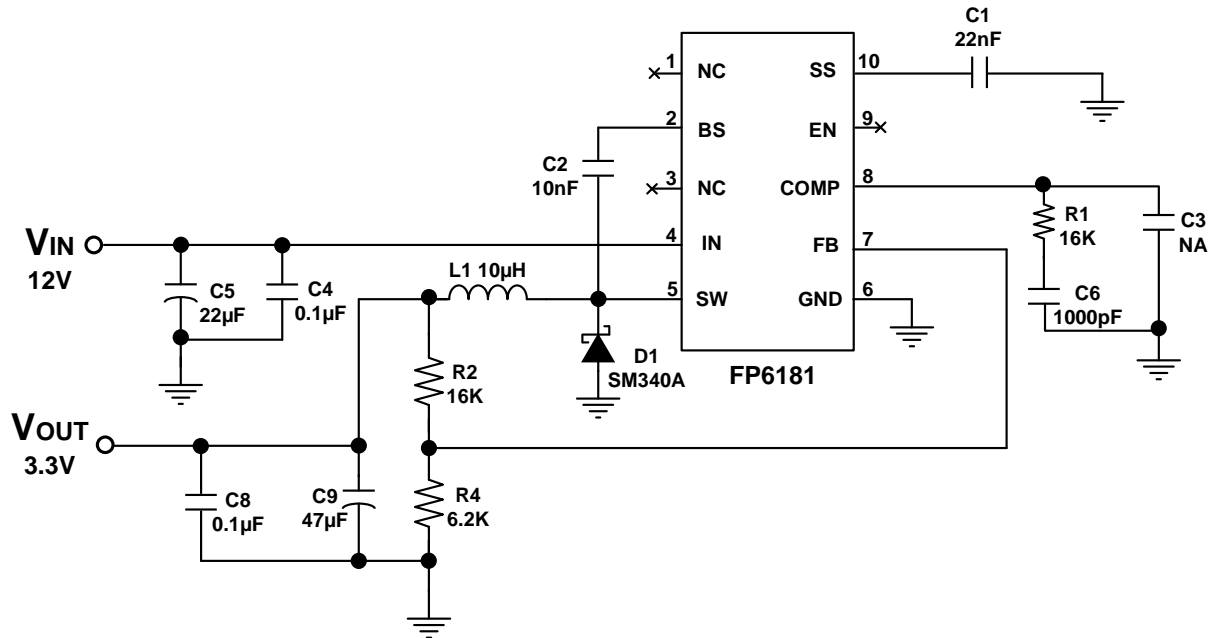 C1
22nF
1
NC
SS
10
2
BS
EN
9
C2
10nF
3
NC
COMP
8
R1
16K
C3
NA
VIN
12V
4
IN
FB
7
L1 10µH
C5
22µF
C4
0.1µF
5
SW
GND
6
C6
1000pF
D1
SM340A
FP6181
R2
16K
VOUT
3.3V
C8
0.1µF
C9
47µF
R4
6.2K